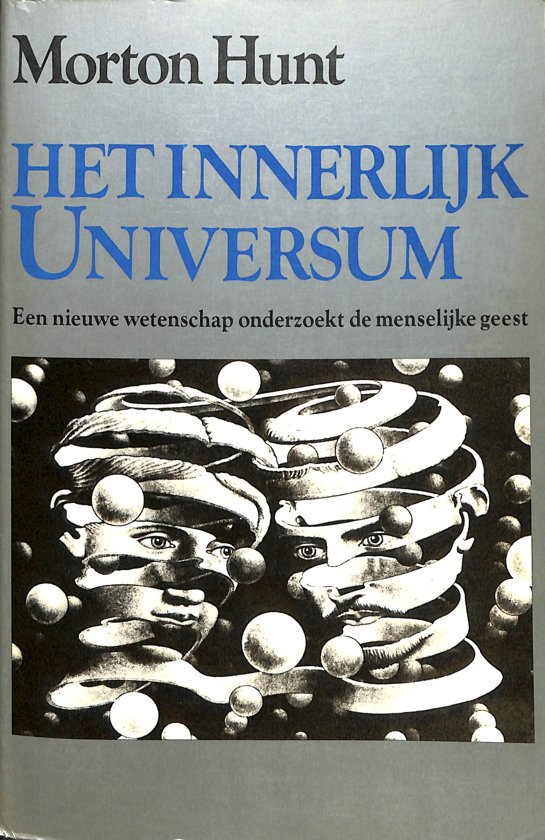 Morton Hunt
HET INNERLIJK
UNIVERSUM
Een nieuwe wetenschap onderzoekt de menselijke geest